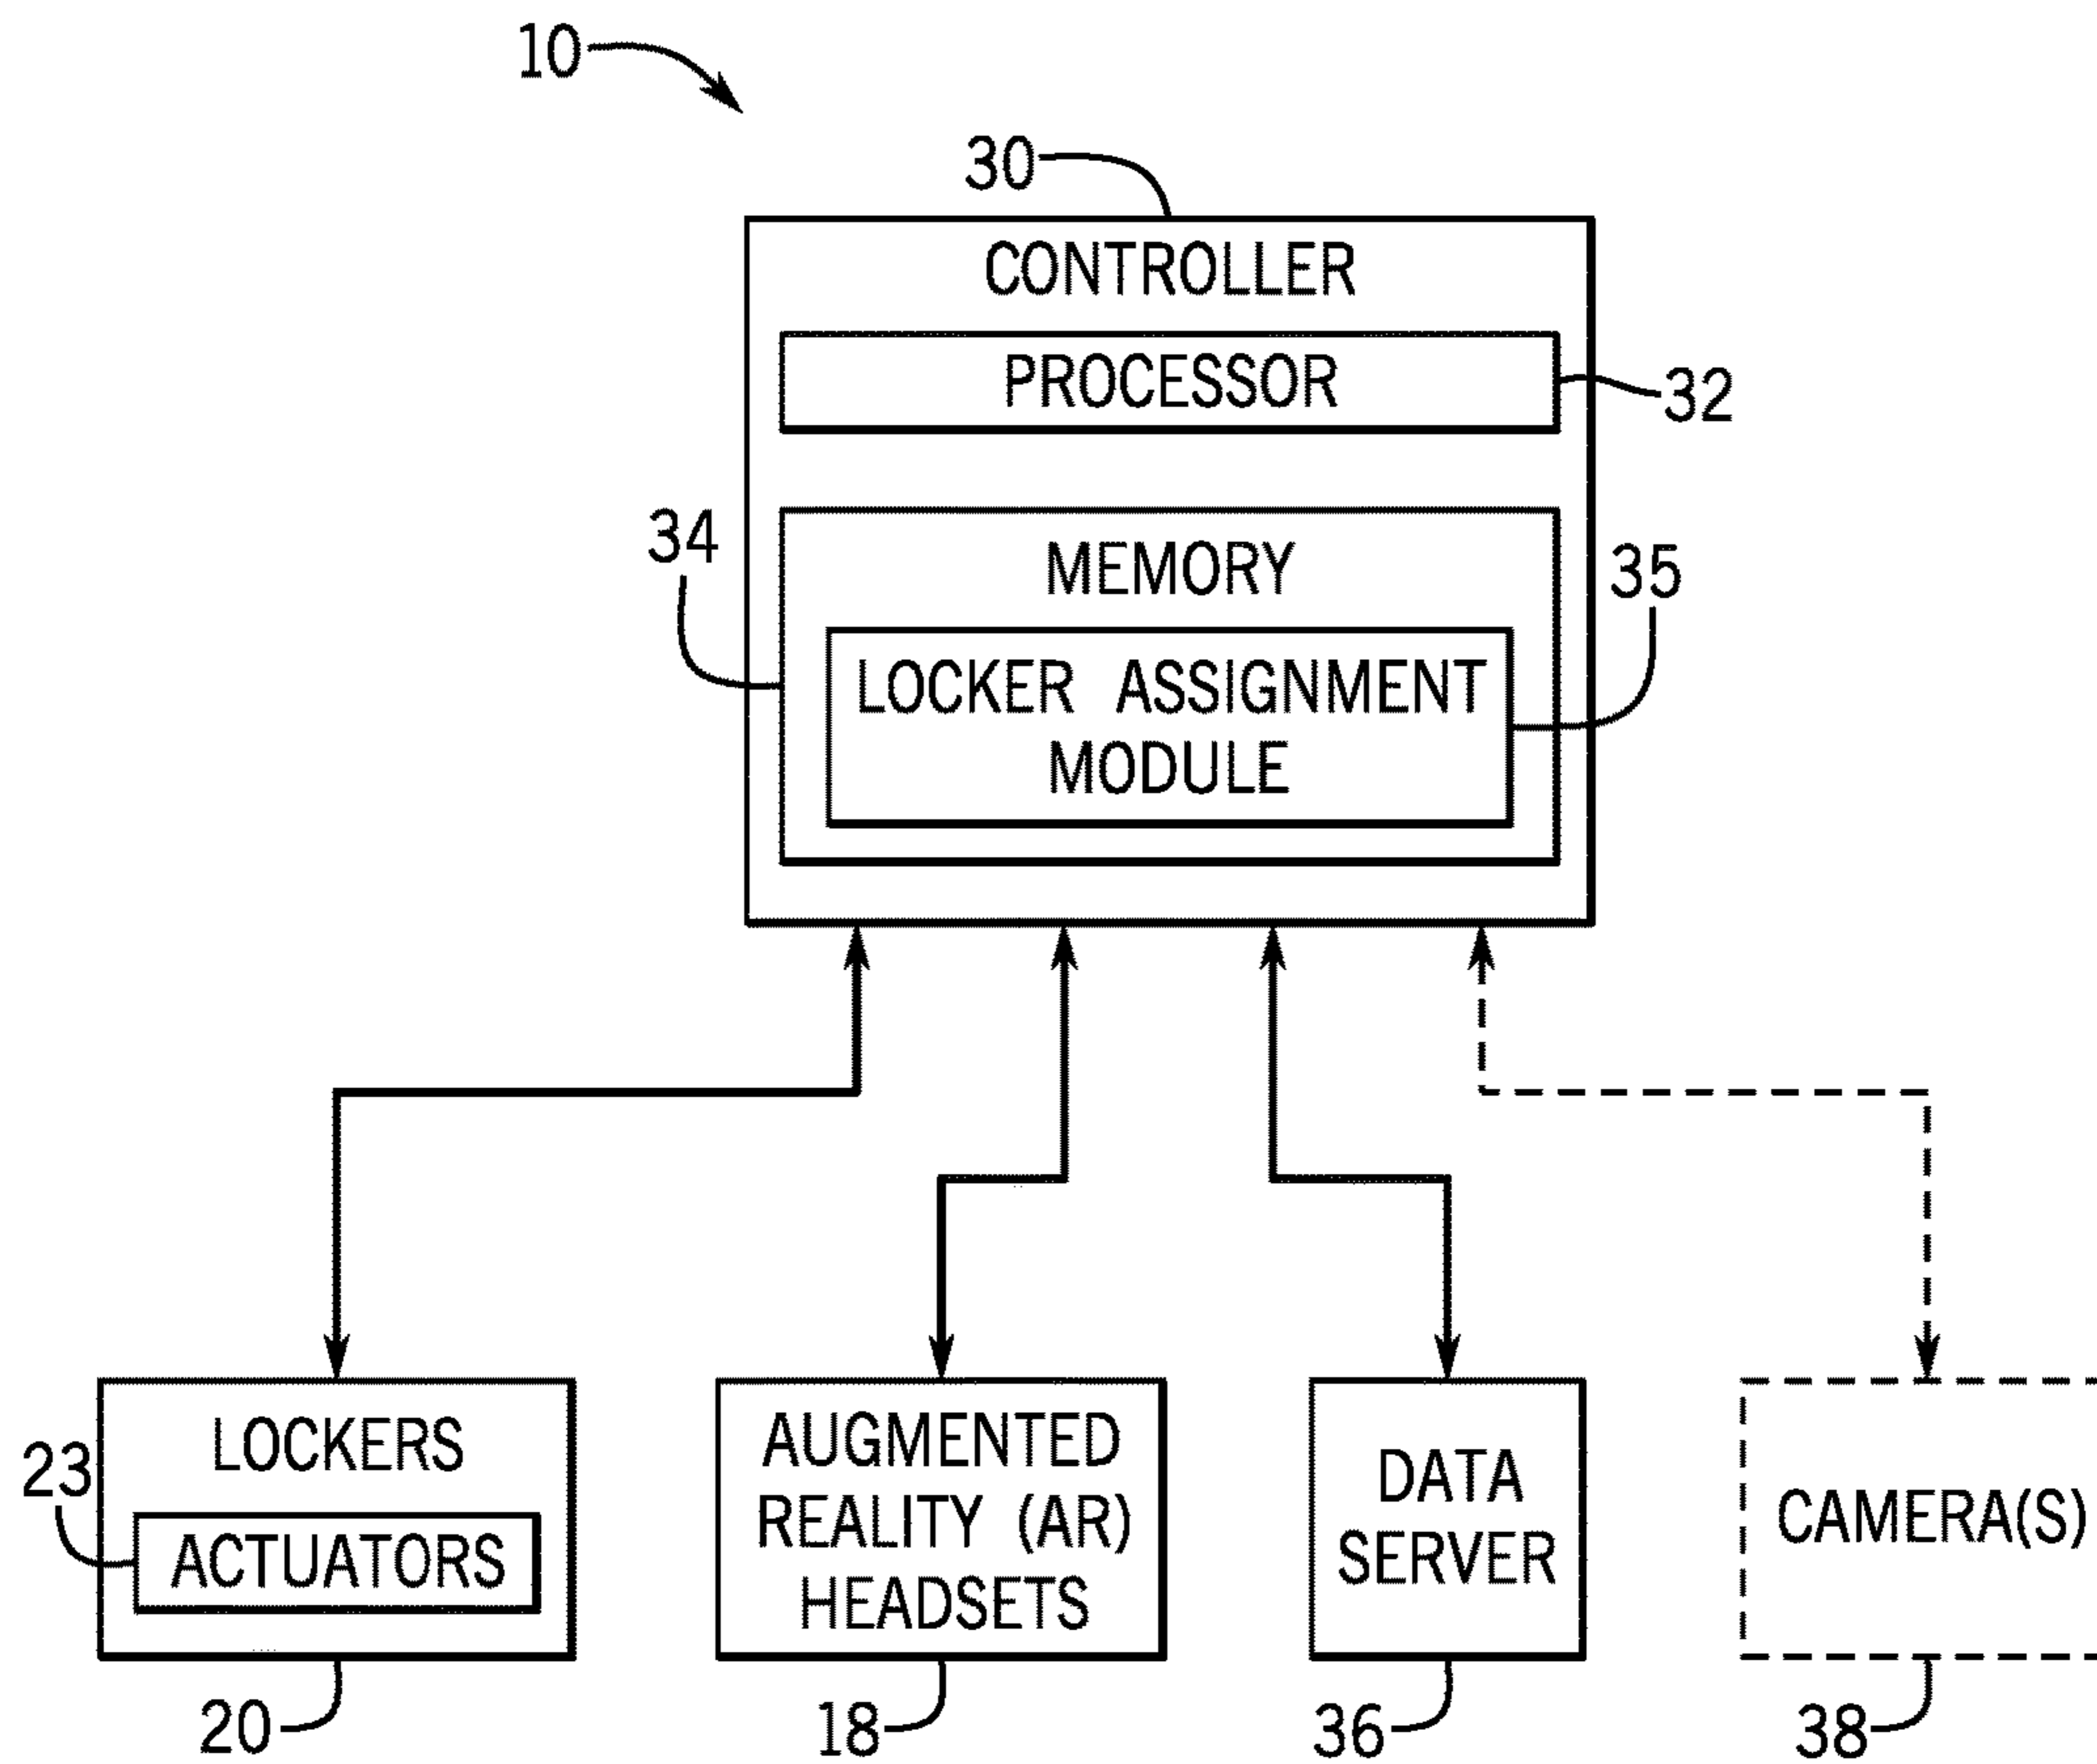 10
30
CONTROLLER
PROCESSOR
32
34
MEMORY
35
LOCKER ASSIGNMENT
MODULE
LOCKERS
23
ACTUATORS
20
AUGMENTED
REALITY (AR)
HEADSETS
18
DATA
SERVER
36
CAMERA(S)
38